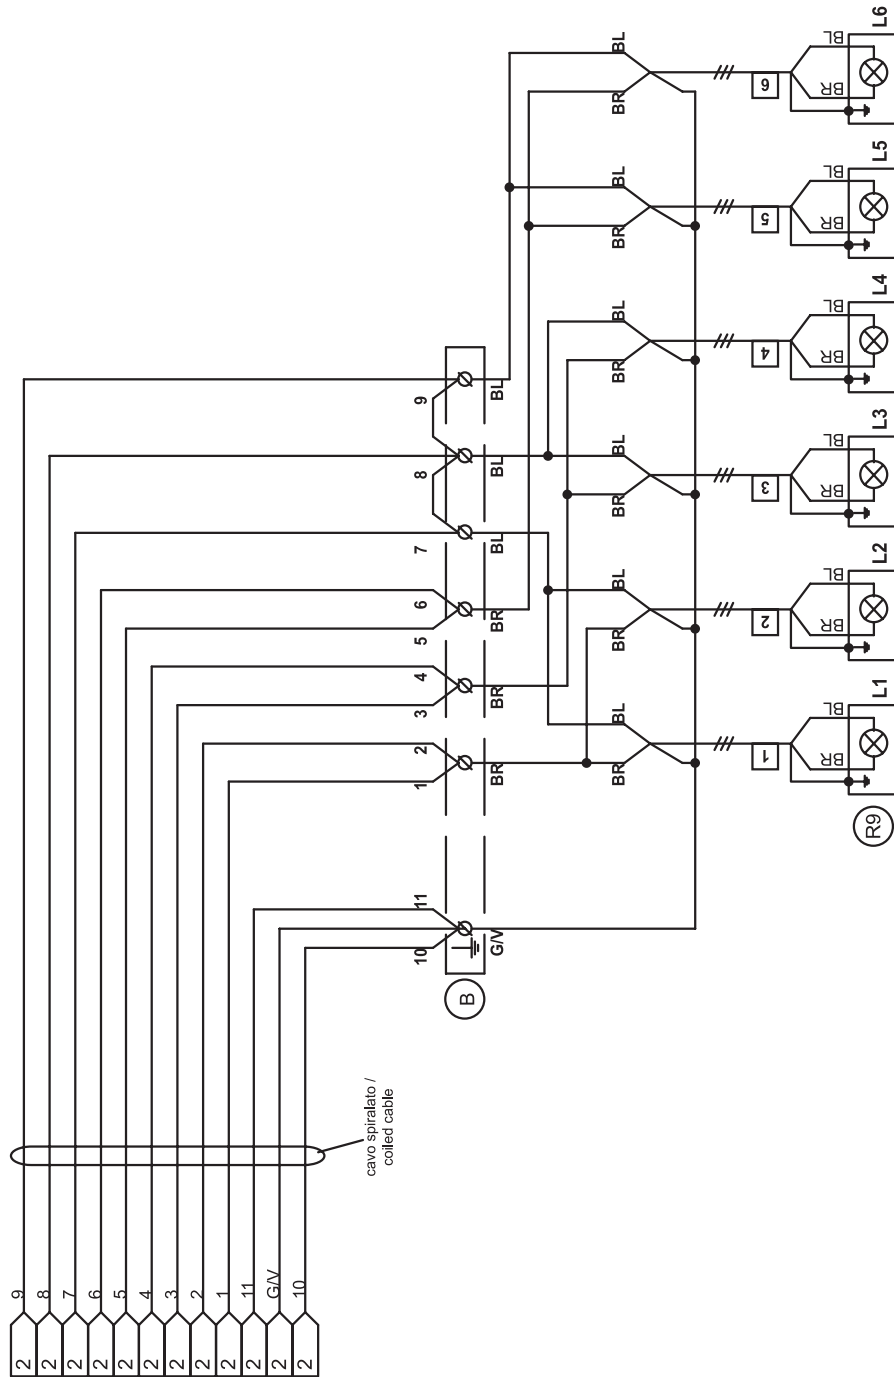 L6
BL
BR
6
BL
BR
L5
BL
BR
5
BL
BR
L4
BL
BR
4
BL
BR
L3
BL
BR
3
BL
BR
L2
BL
BR
2
BL
BR
L1
BL
BR
1
BL
BR
R9
9
8
7
6
5
4
3
2
1
11
10
BL
BL
BL
BR
BR
BR
G/V
B
cavo spiralato /
coiled cable
9
8
7
6
5
4
3
2
1
11
G/V
10
2
2
2
2
2
2
2
2
2
2
2
2